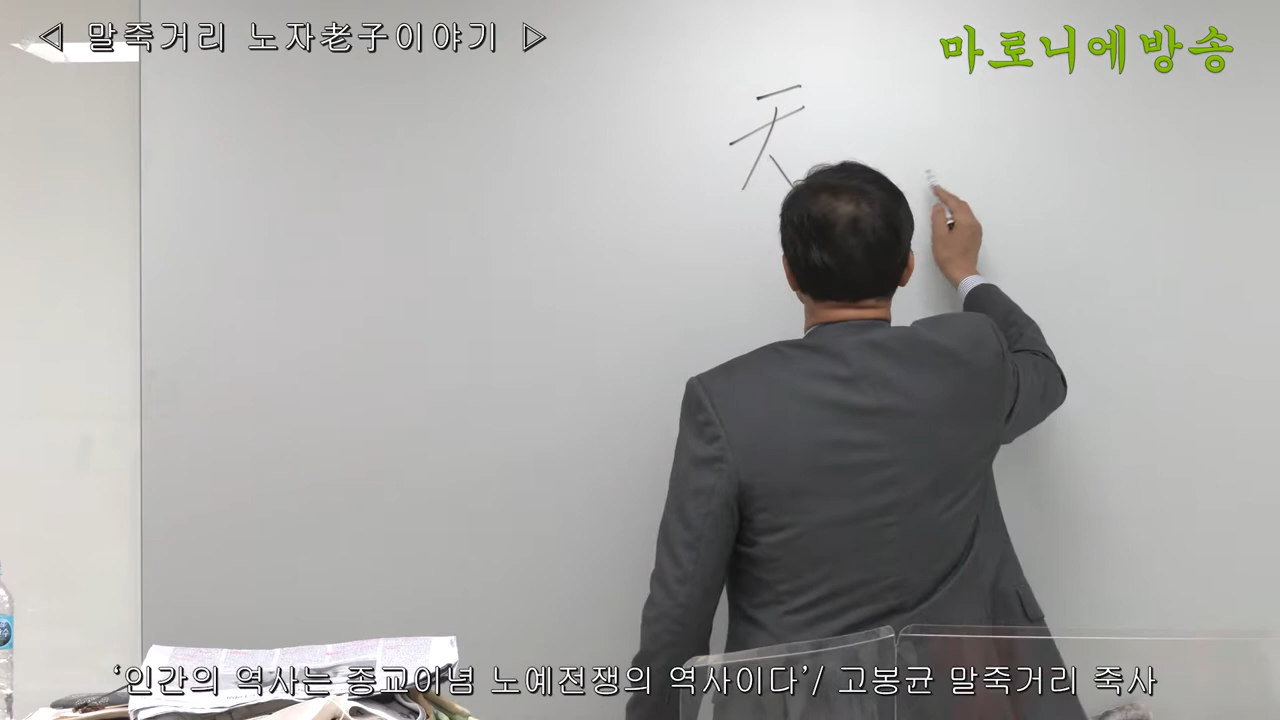 ◁ 말죽거리 노자老子이야기 ▷
마로니에방송
天
‘인간의 역사는 종교이념 노예전쟁의 역사이다’/ 고봉균 말죽거리 죽사